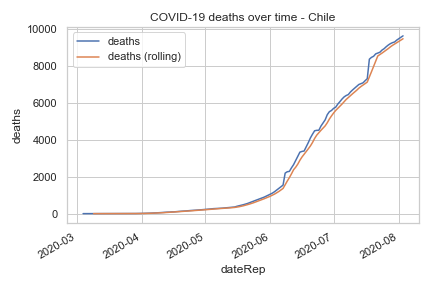 COVID-19 deaths over time - Chile
deaths
deaths (rolling)
10000
8000
6000
4000
2000
0
deaths
2020-03
2020-04
2020-05
2020-06
2020-07
2020-08
dateRep